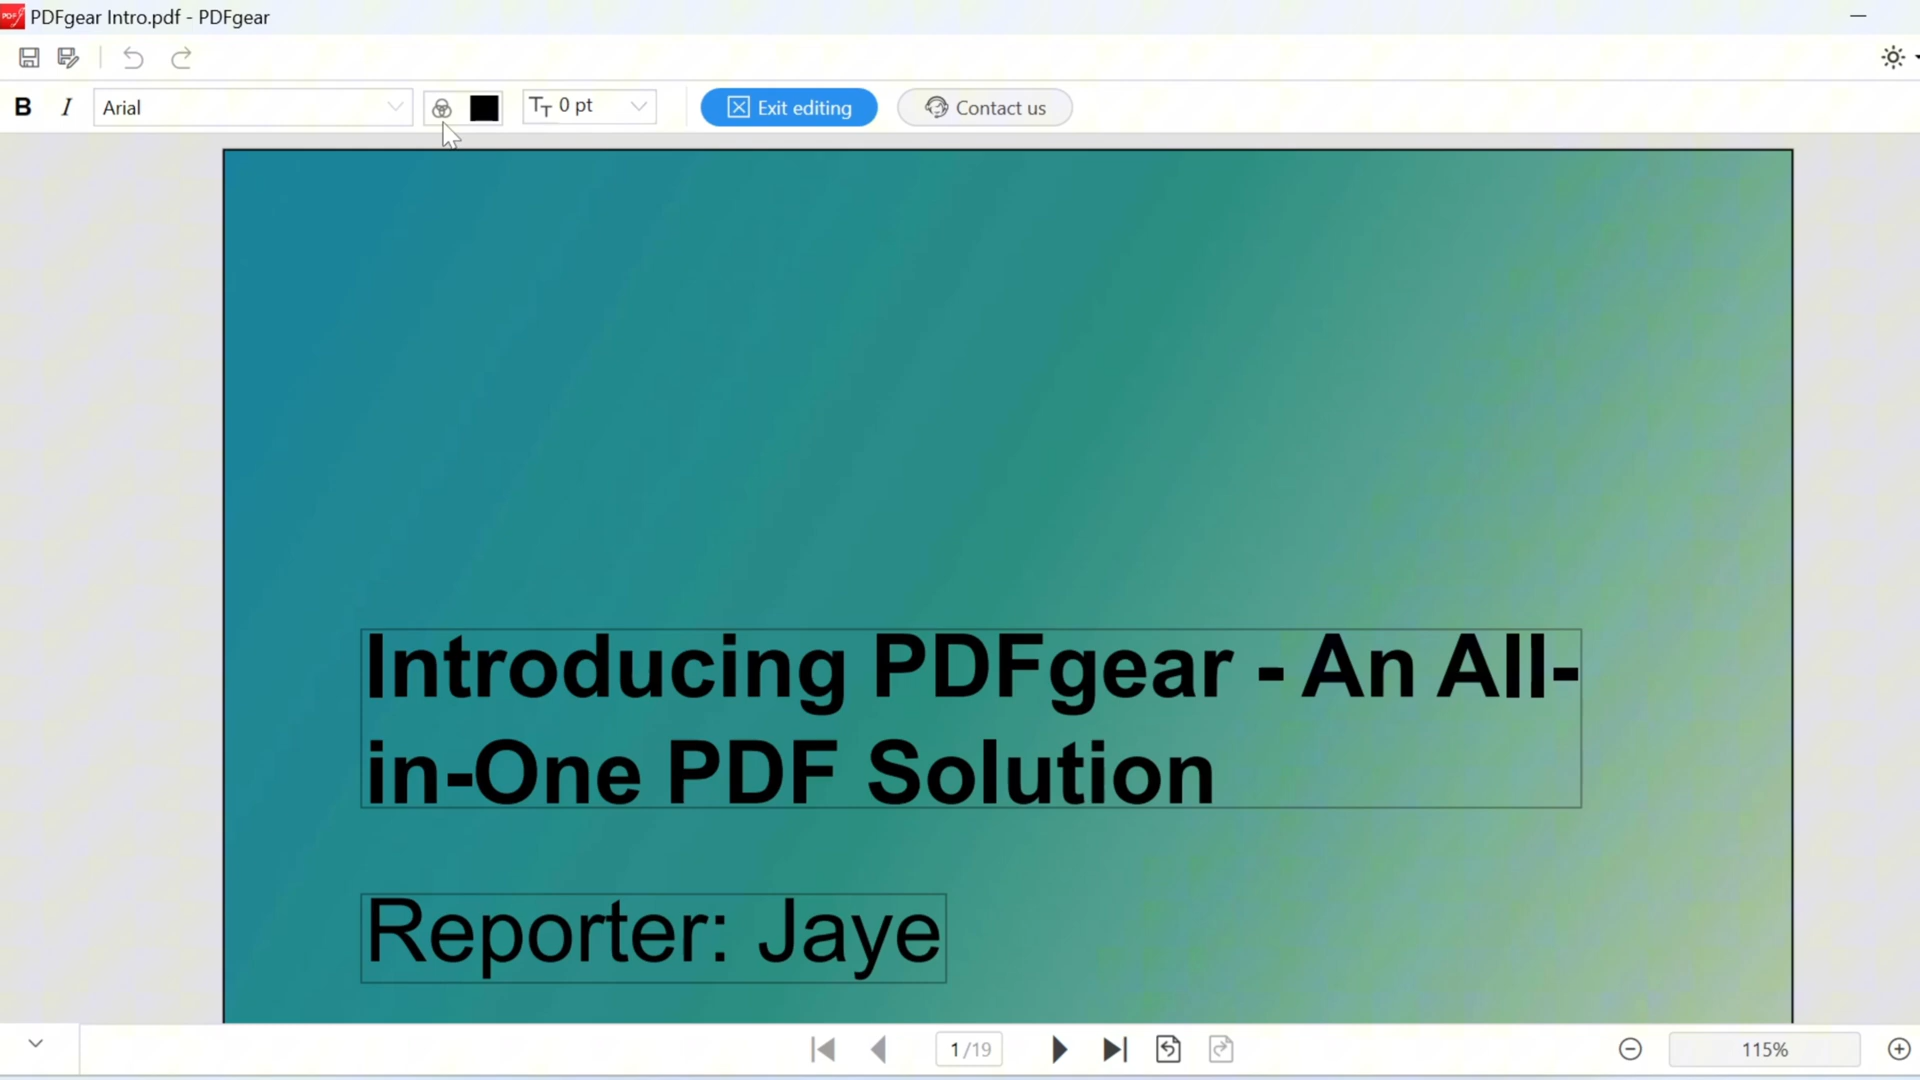 PDFgear Intro.pdf - PDFgear
B I Arial TT 0 pt Exit editing Contact us
Introducing PDFgear - An All-
in-One PDF Solution
Reporter: Jaye
1 /19 115%